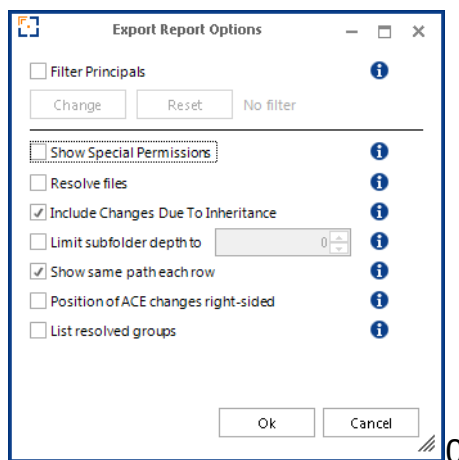 Export Report Options
Filter Principals
Change Reset No filter
Show Special Permissions
Resolve files
Include Changes Due To Inheritance
Limit subfolder depth to 0
Show same path each row
Position of ACE changes right-sided
List resolved groups
Ok Cancel